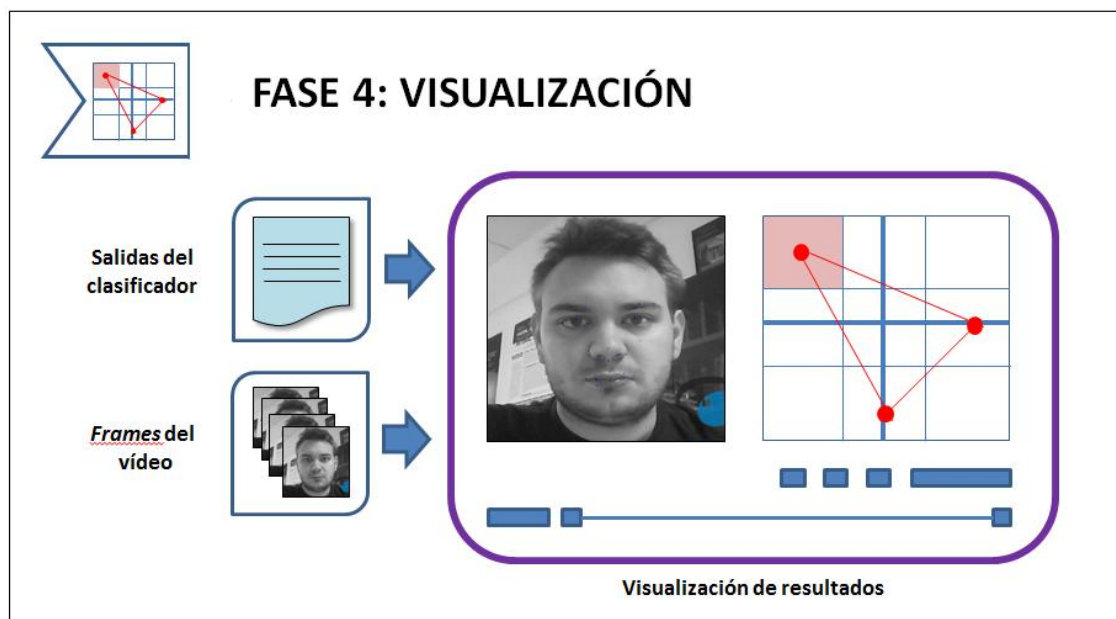 FASE 4: VISUALIZACIÓN
Salidas del
clasificador
Frames del
vídeo
Visualización de resultados